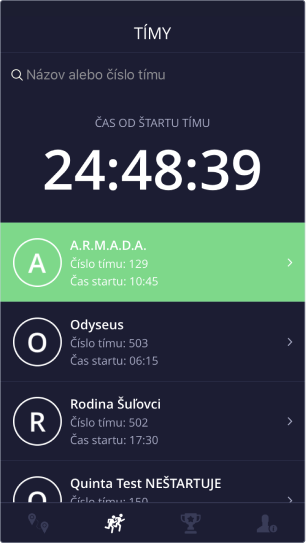 TÍMY
Názov alebo číslo tímu
ČAS OD ŠTARTU TÍMU
24:48:39
A
A.R.M.A.D.A.
Číslo tímu: 129
Čas startu: 10:45
O
Odyseus
Číslo tímu: 503
Čas startu: 06:15
R
Rodina Šuľovci
Číslo tímu: 502
Čas startu: 17:30
Quinta Test NEŠTARTUJE
Číslo tímu: 150